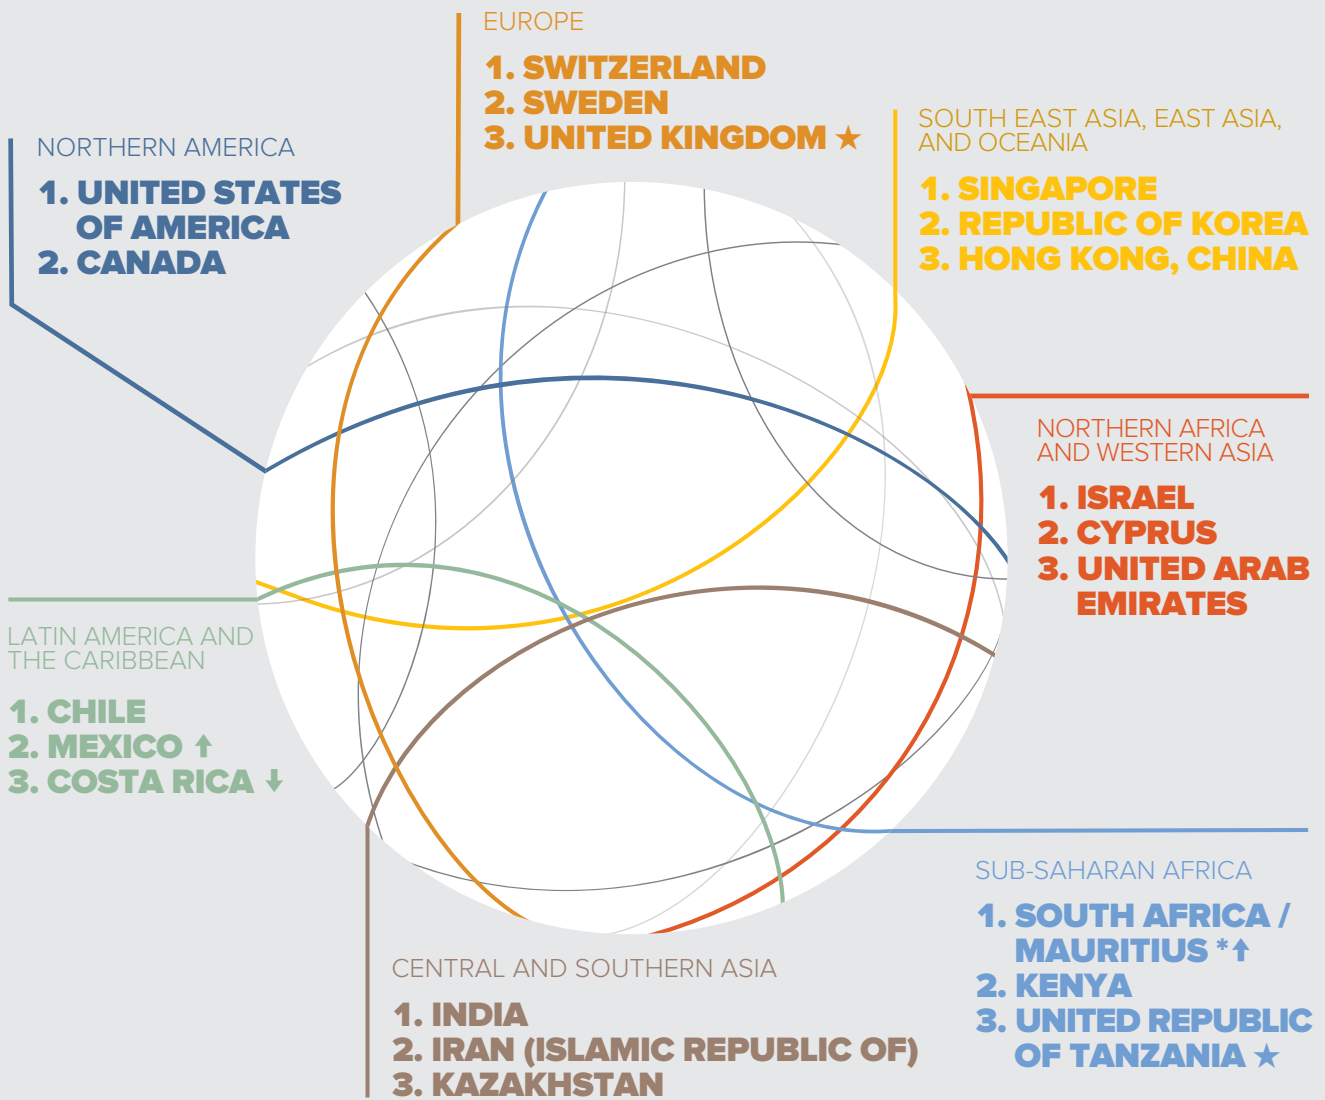 EUROPE
1. SWITZERLAND
2. SWEDEN
3. UNITED KINGDOM ★
NORTHERN AMERICA
1. UNITED STATES
OF AMERICA
2. CANADA
SOUTH EAST ASIA, EAST ASIA,
AND OCEANIA
1. SINGAPORE
2. REPUBLIC OF KOREA
3. HONG KONG, CHINA
NORTHERN AFRICA
AND WESTERN ASIA
1. ISRAEL
2. CYPRUS
3. UNITED ARAB
EMIRATES
LATIN AMERICA AND
THE CARIBBEAN
1. CHILE
2. MEXICO ↑
3. COSTA RICA ↓
SUB-SAHARAN AFRICA
1. SOUTH AFRICA /
MAURITIUS *↑
2. KENYA
3. UNITED REPUBLIC
OF TANZANIA ★
CENTRAL AND SOUTHERN ASIA
1. INDIA
2. IRAN (ISLAMIC REPUBLIC OF)
3. KAZAKHSTAN